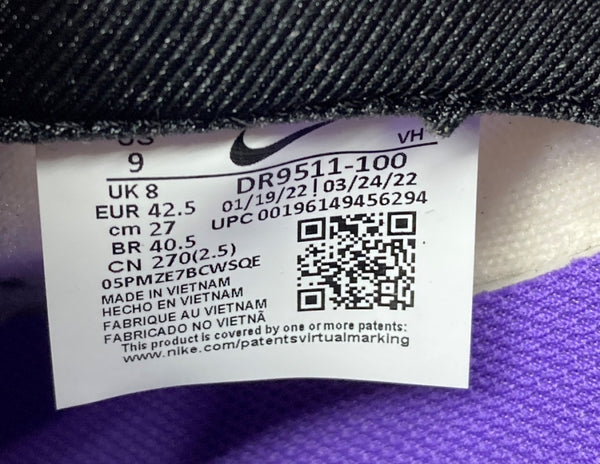 US
9
UK 8
EUR 42.5
cm 27
BR 40.5
CN 270(2.5)
05PMZE7BCWSQE
MADE IN VIETNAM
HECHO EN VIETNAM
FABRIQUE AU VIETNAM
FABRICADO NO VIETNÃ
VH
DR9511-100
01/19/22 | 03/24/22
UPC 00196149456294
This product is covered by one or more patents:
www.nike.com/patentsvirtualmarking